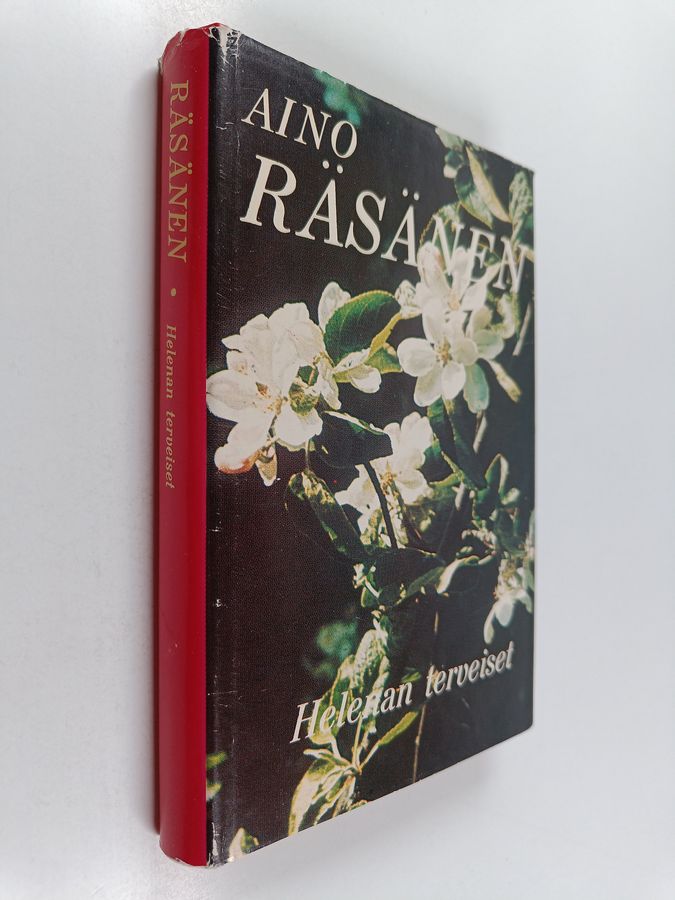 RÄSÄNEN • Helenan terveiset
AINO
RÄSÄNEN
Helenan terveiset